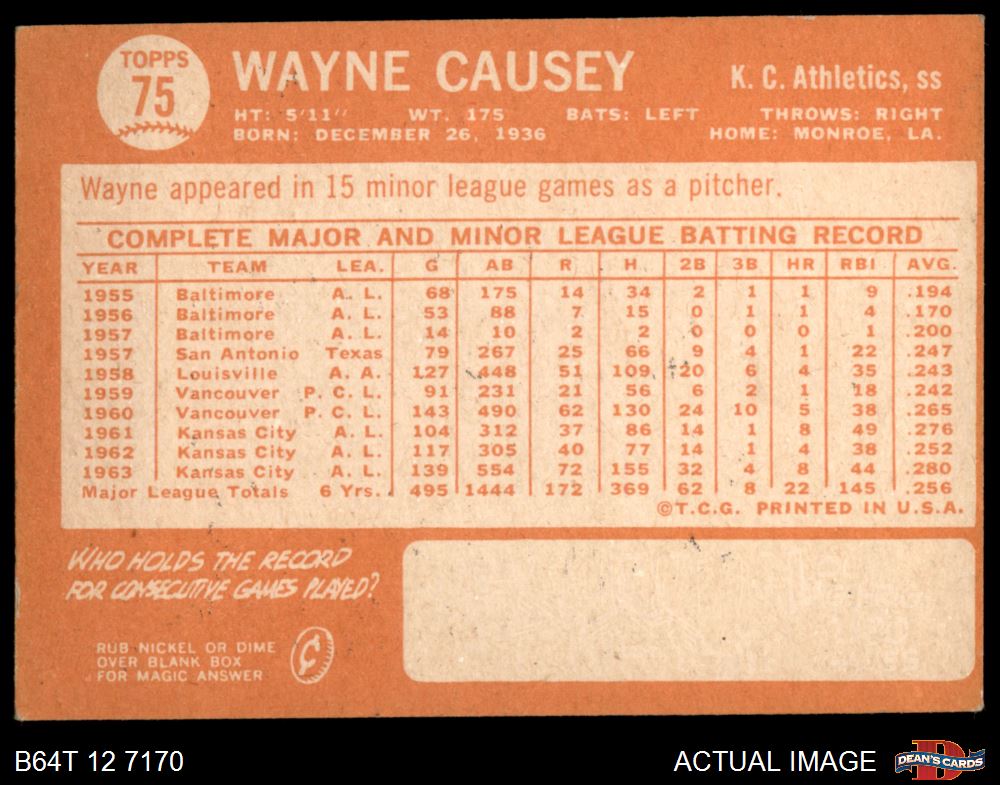 TOPPS
75
WAYNE CAUSEY
K. C. Athletics, ss
HT: 5'11" WT. 175 BATS: LEFT THROWS: RIGHT
BORN: DECEMBER 26, 1936 HOME: MONROE, LA.
Wayne appeared in 15 minor league games as a pitcher.
COMPLETE MAJOR AND MINOR LEAGUE BATTING RECORD
YEAR TEAM LEA. G AB R H 2B 3B HR RBI AVG.
1955 Baltimore A. L. 68 175 14 34 2 1 1 9 .194
1956 Baltimore A. L. 53 88 7 15 0 1 1 4 .170
1957 Baltimore A. L. 14 10 2 2 0 0 0 1 .200
1957 San Antonio Texas 79 267 25 66 9 4 1 22 .247
1958 Louisville A. A. 127 448 51 109 20 6 4 35 .243
1959 Vancouver P. C. L. 91 231 21 56 6 2 1 18 .242
1960 Vancouver P. C. L. 143 490 62 130 24 10 5 38 .265
1961 Kansas City A. L. 104 312 37 86 14 1 8 49 .276
1962 Kansas City A. L. 117 305 40 77 14 1 4 38 .252
1963 Kansas City A. L. 139 554 72 155 32 4 8 44 .280
Major League Totals 6 Yrs. 495 1444 172 369 62 8 22 145 .256
©T.C.G. PRINTED IN U.S.A.
WHO HOLDS THE RECORD
FOR CONSECUTIVE GAMES PLAYED?
RUB NICKEL OR DIME
OVER BLANK BOX
FOR MAGIC ANSWER
¢
B64T 12 7170
ACTUAL IMAGE
D
DEAN'S CARDS